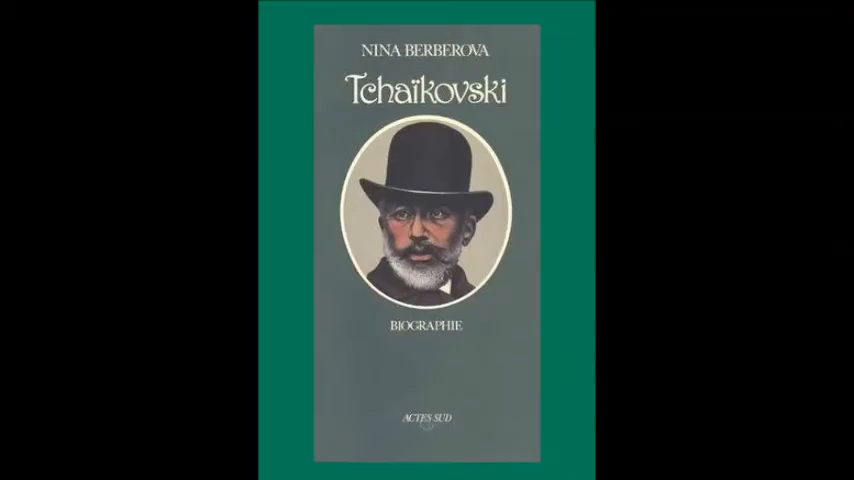 NINA BERBEROVA
Tchaïkovski
BIOGRAPHIE
ACTES SUD